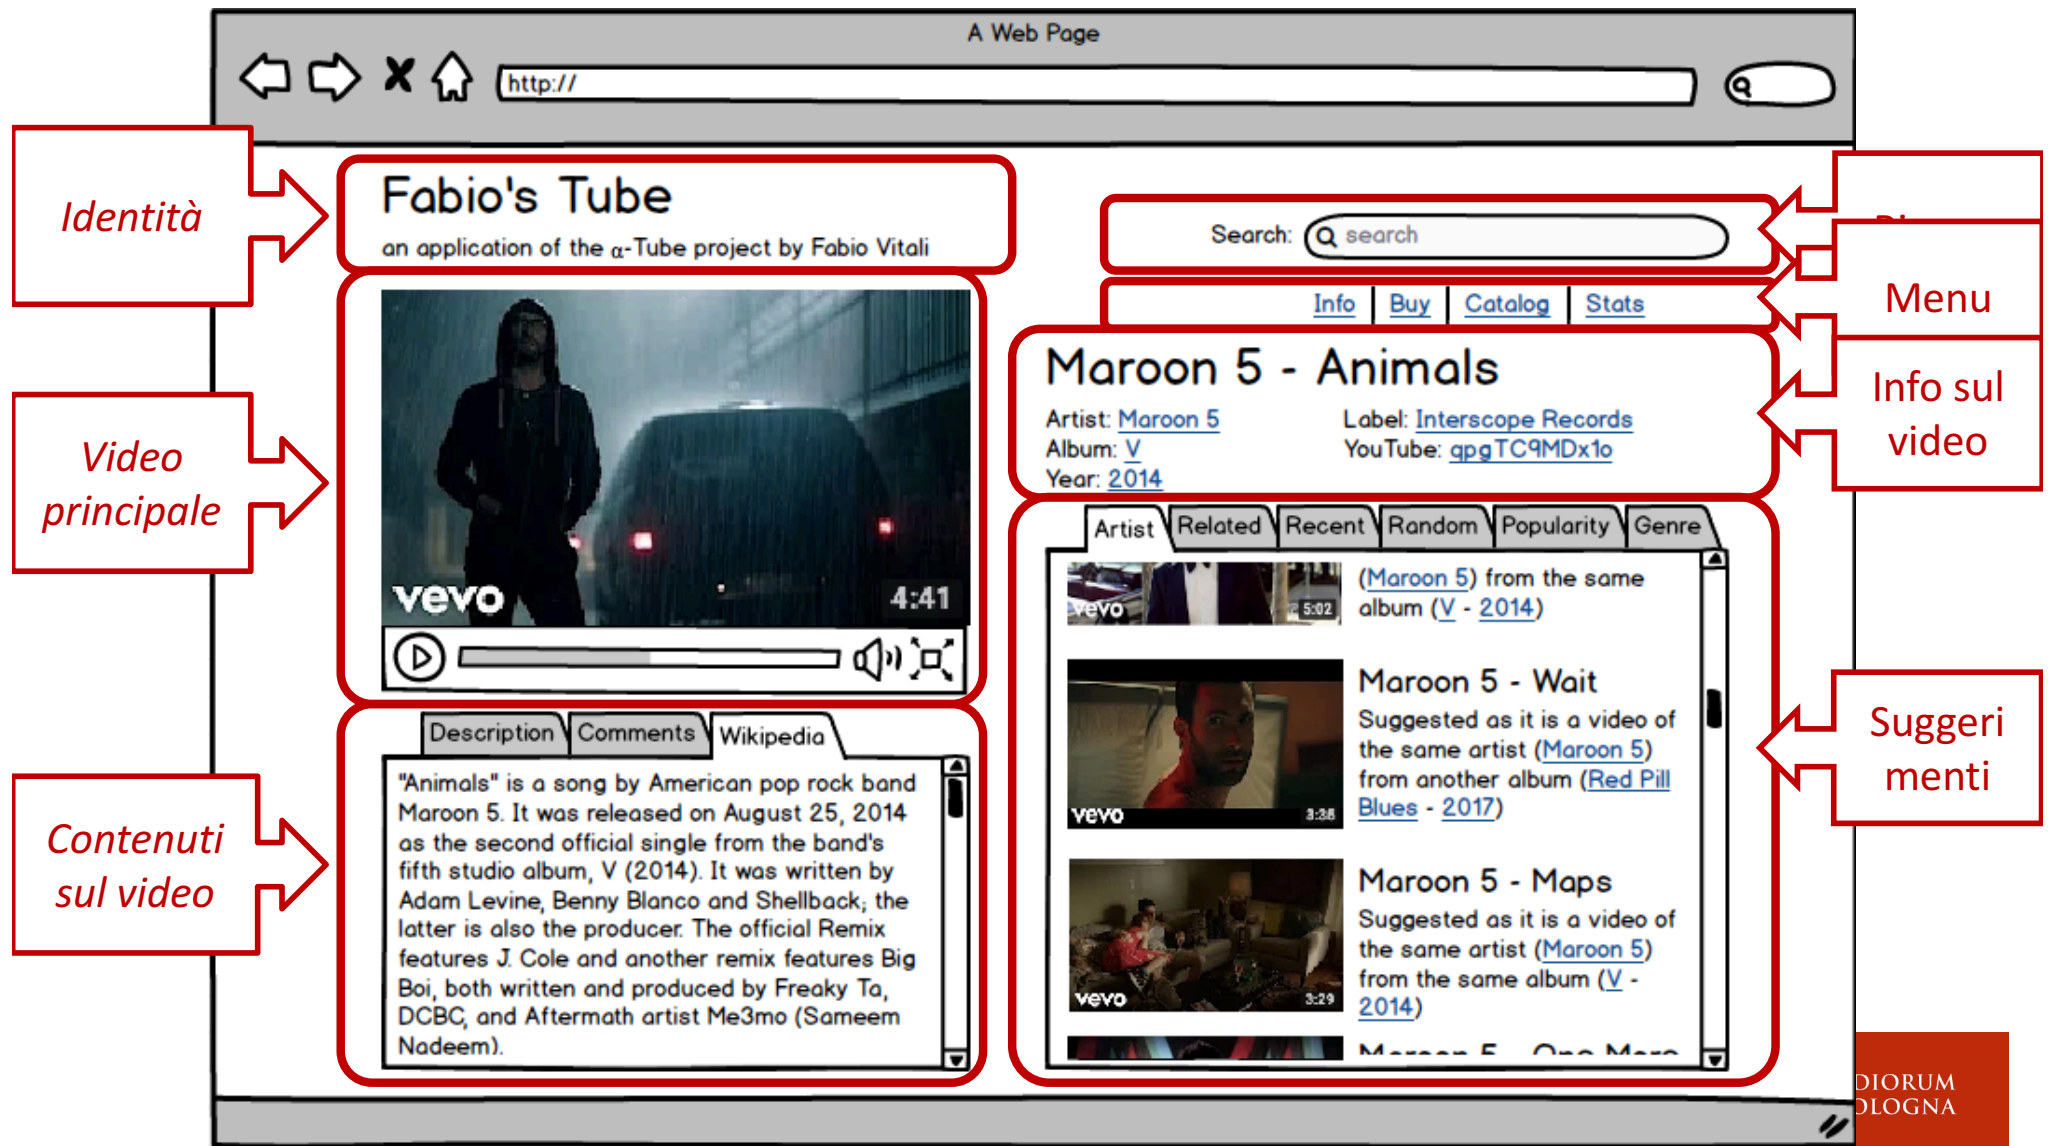 A Web Page
http://
Identità
Fabio's Tube
an application of the α-Tube project by Fabio Vitali
Search: search
Menu
Info Buy Catalog Stats
Video
principale
vevo
4:41
Info sul
video
Maroon 5 - Animals
Artist: Maroon 5
Label: Interscope Records
Album: V
YouTube: qpgTC9MDx1o
Year: 2014
Contenuti
sul video
Description Comments Wikipedia
"Animals" is a song by American pop rock band
Maroon 5. It was released on August 25, 2014
as the second official single from the band's
fifth studio album, V (2014). It was written by
Adam Levine, Benny Blanco and Shellback; the
latter is also the producer. The official Remix
features J. Cole and another remix features Big
Boi, both written and produced by Freaky Ta,
DCBC, and Aftermath artist Me3mo (Sameem
Nadeem).
Suggeri
menti
Artist Related Recent Random Popularity Genre
vevo
5:02
(Maroon 5) from the same
album (V - 2014)
vevo
3:36
Maroon 5 - Wait
Suggested as it is a video of
the same artist (Maroon 5)
from another album (Red Pill
Blues - 2017)
vevo
3:29
Maroon 5 - Maps
Suggested as it is a video of
the same artist (Maroon 5)
from the same album (V -
2014)
Maroon 5 - One More
DIORUM
OLOGNA